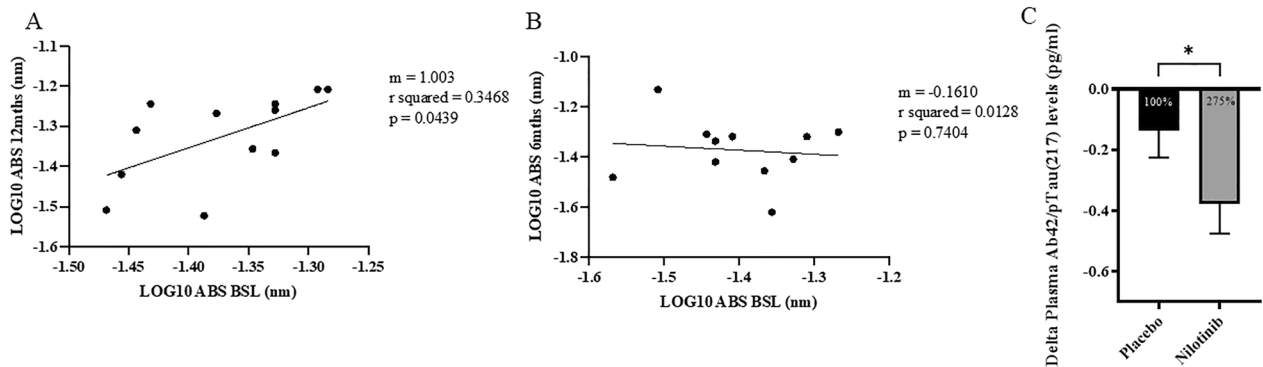 A
LOG10 ABS 12mths (nm)
-1.1
-1.2
-1.3
-1.4
-1.5
-1.6
-1.50
-1.45
-1.40
-1.35
-1.30
-1.25
LOG10 ABS BSL (nm)
m = 1.003
r squared = 0.3468
p = 0.0439
B
LOG10 ABS 6mths (nm)
-1.0
-1.2
-1.4
-1.6
-1.8
-1.6
-1.5
-1.4
-1.3
-1.2
LOG10 ABS BSL (nm)
m = -0.1610
r squared = 0.0128
p = 0.7404
C
Delta Plasma Ab42/pTau(217) levels (pg/ml)
*
0.0
-0.2
-0.4
-0.6
100%
275%
Placebo
Nilotinib